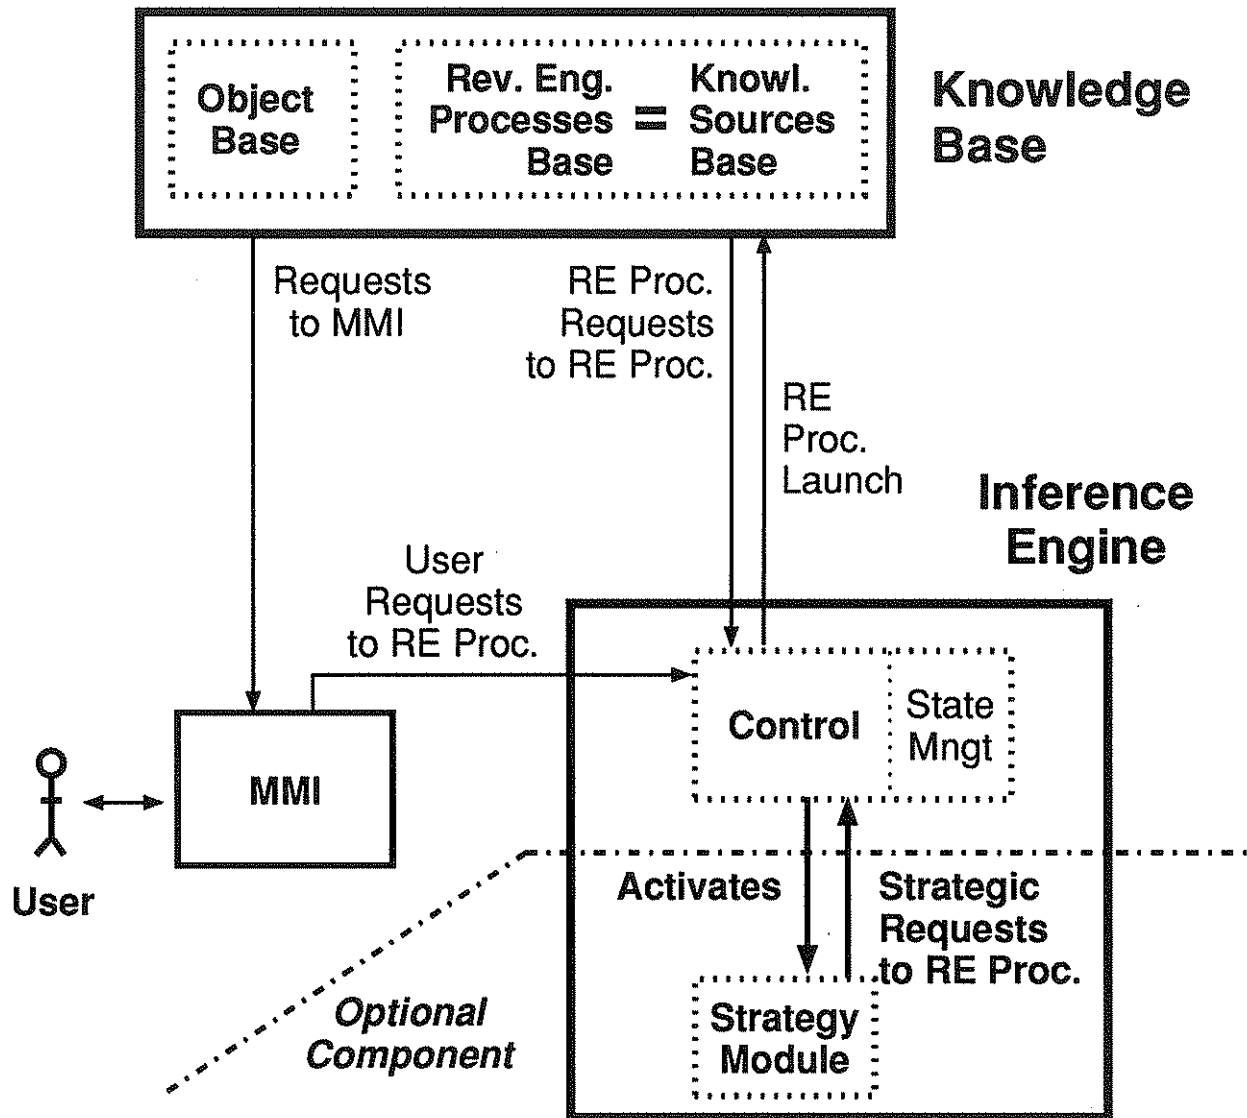 Object
Base
Rev. Eng.
Processes
Base
=
Knowl.
Sources
Base
Knowledge
Base
Requests
to MMI
RE Proc.
Requests
to RE Proc.
RE
Proc.
Launch
Inference
Engine
User
Requests
to RE Proc.
Control
State
Mngt
MMI
User
Activates
Strategic
Requests
to RE Proc.
Optional
Component
Strategy
Module